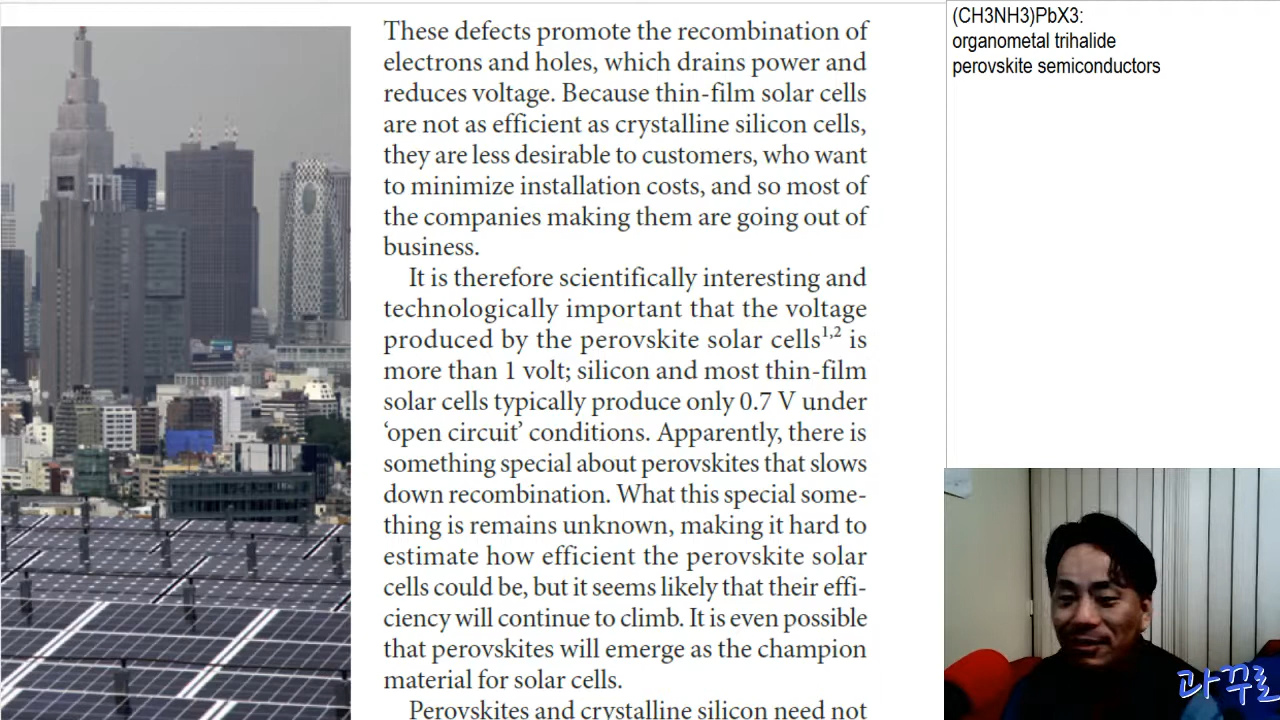 These defects promote the recombination of
electrons and holes, which drains power and
reduces voltage. Because thin-film solar cells
are not as efficient as crystalline silicon cells,
they are less desirable to customers, who want
to minimize installation costs, and so most of
the companies making them are going out of
business.
It is therefore scientifically interesting and
technologically important that the voltage
produced by the perovskite solar cells1,2 is
more than 1 volt; silicon and most thin-film
solar cells typically produce only 0.7 V under
‘open circuit’ conditions. Apparently, there is
something special about perovskites that slows
down recombination. What this special some-
thing is remains unknown, making it hard to
estimate how efficient the perovskite solar
cells could be, but it seems likely that their effi-
ciency will continue to climb. It is even possible
that perovskites will emerge as the champion
material for solar cells.
Perovskites and crystalline silicon need not
(CH3NH3)PbX3:
organometal trihalide
perovskite semiconductors
과꾸로